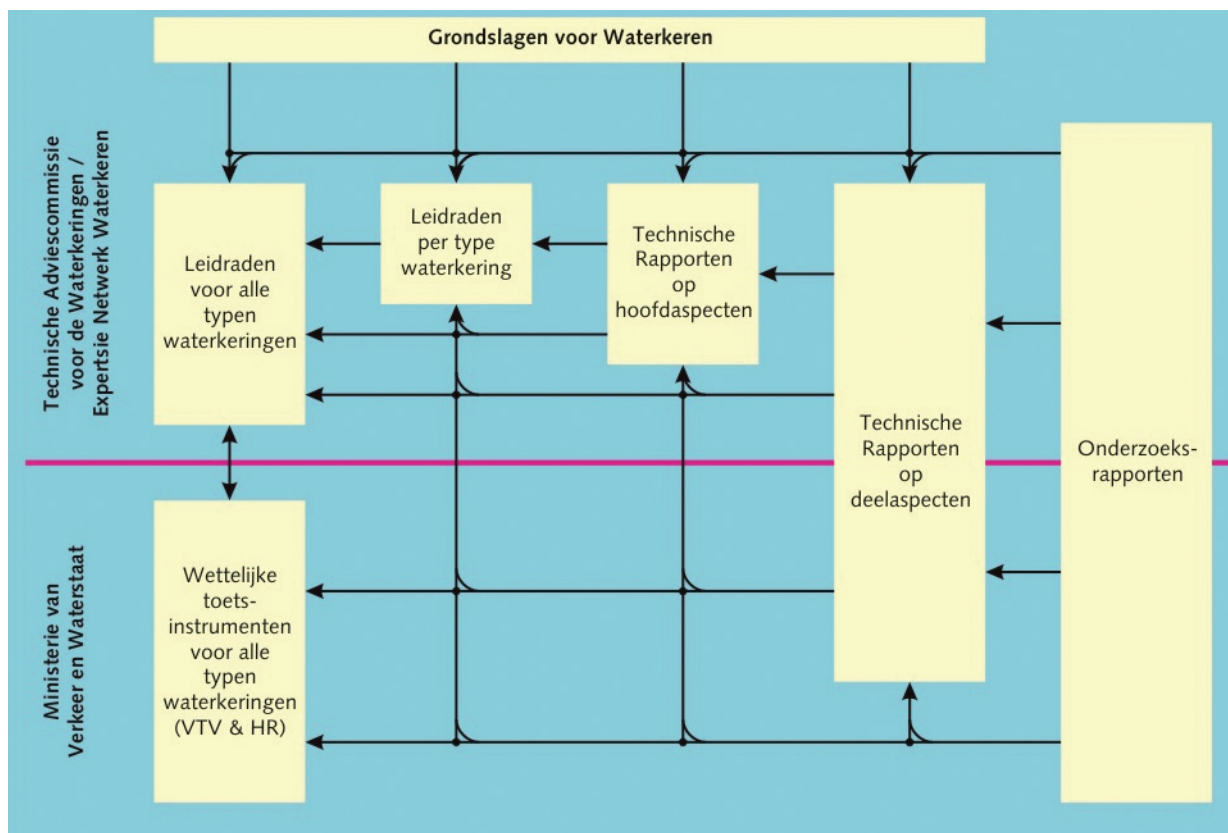 Grondslagen voor Waterkeren
Technische Adviescommissie
voor de Waterkeringen /
Expertsie Netwerk Waterkeren
Leidraden
voor alle
typen
waterkeringen
Leidraden
per type
waterkering
Technische
Rapporten
op
hoofdaspecten
Technische
Rapporten
op
deelaspecten
Onderzoeks-
rapporten
Ministerie van
Verkeer en Waterstaat
Wettelijke
toets-
instrumenten
voor alle
typen
waterkeringen
(VTV & HR)